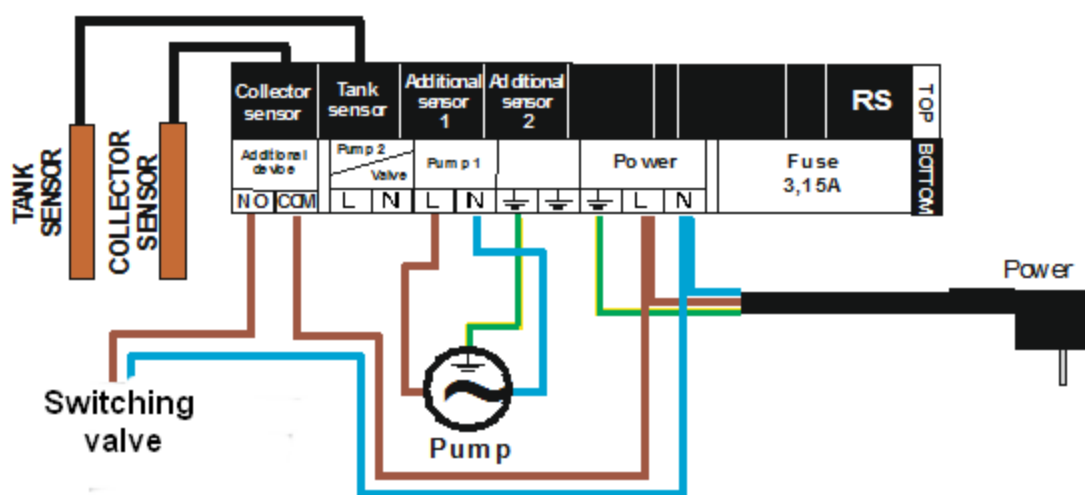 Collector
sensor
Tank
sensor
Additional
sensor
1
Additional
sensor
2
RS
TOP
Additional
device
Pump 2
Valve
Pump 1
Power
Fuse
3,15A
BOTTOM
NO COM L N L N L N
TANK
SENSOR
COLLECTOR
SENSOR
Power
Switching
valve
Pump